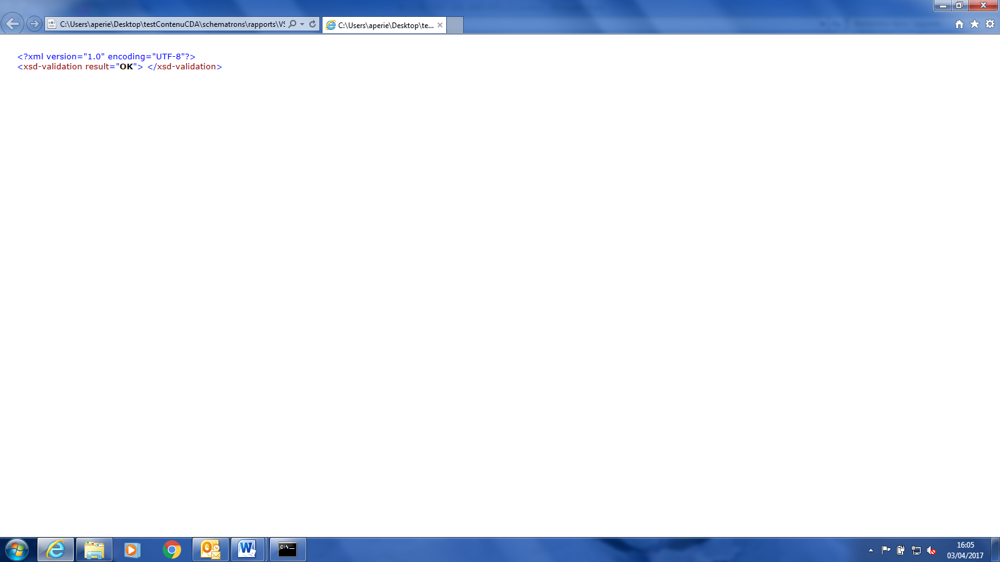 C:\Users\aperie\Desktop\testContenuCDA\schematrons\rapports\VS
C:\Users\aperie\Desktop\te...
<?xml version="1.0" encoding="UTF-8"?>
<xsd-validation result="OK"> </xsd-validation>
16:05
03/04/2017